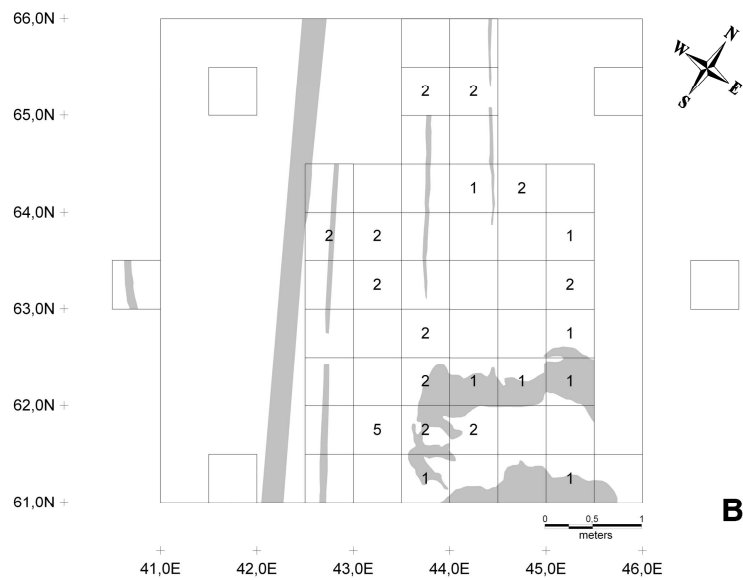 66,0N
N
W
E
S
2 2
65,0N
1 2
64,0N
2 2 1
2 2
63,0N
2 1
2 1 1 1
62,0N
5 2 2
1 1
61,0N
B
0 0,5 1
meters
41,0E 42,0E 43,0E 44,0E 45,0E 46,0E